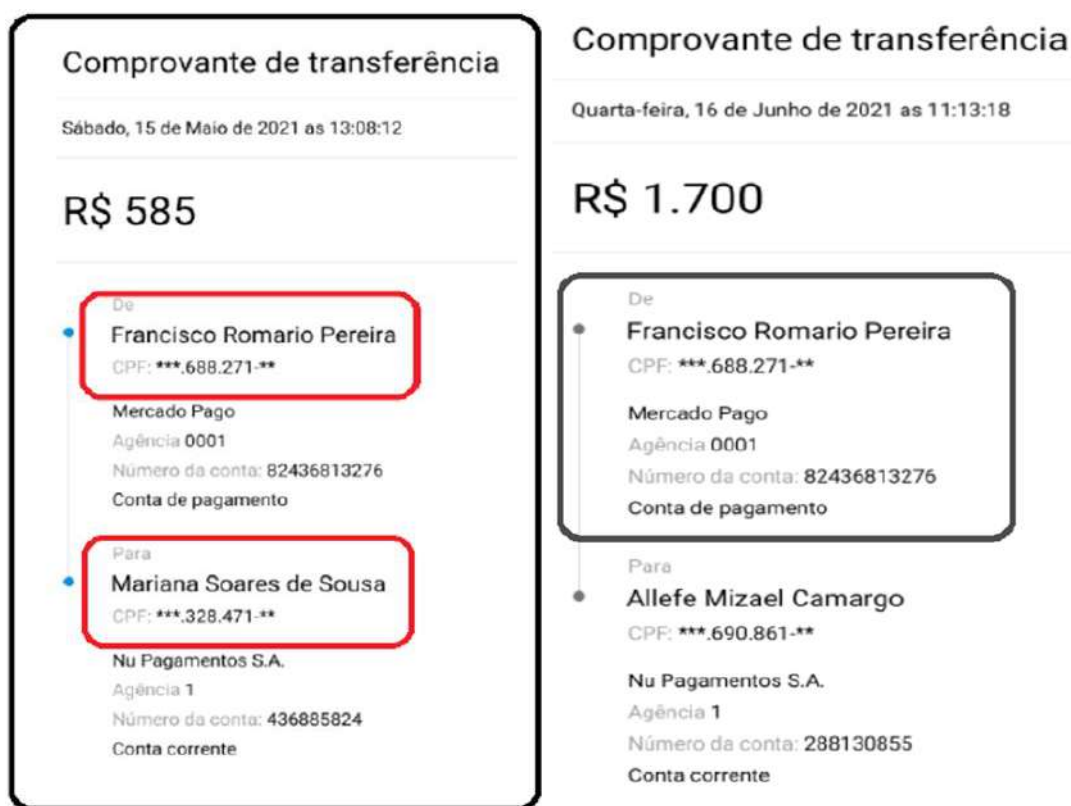 Comprovante de transferência
Sábado, 15 de Maio de 2021 as 13:08:12
R$ 585
De
Francisco Romario Pereira
CPF: ***.688.271-**
Mercado Pago
Agência 0001
Número da conta: 82436813276
Conta de pagamento
Para
Mariana Soares de Sousa
CPF: ***.328.471-**
Nu Pagamentos S.A.
Agência 1
Número da conta: 436885824
Conta corrente
Comprovante de transferência
Quarta-feira, 16 de Junho de 2021 as 11:13:18
R$ 1.700
De
Francisco Romario Pereira
CPF: ***.688.271-**
Mercado Pago
Agência 0001
Número da conta: 82436813276
Conta de pagamento
Para
Allefe Mizael Camargo
CPF: ***.690.861-**
Nu Pagamentos S.A.
Agência 1
Número da conta: 288130855
Conta corrente